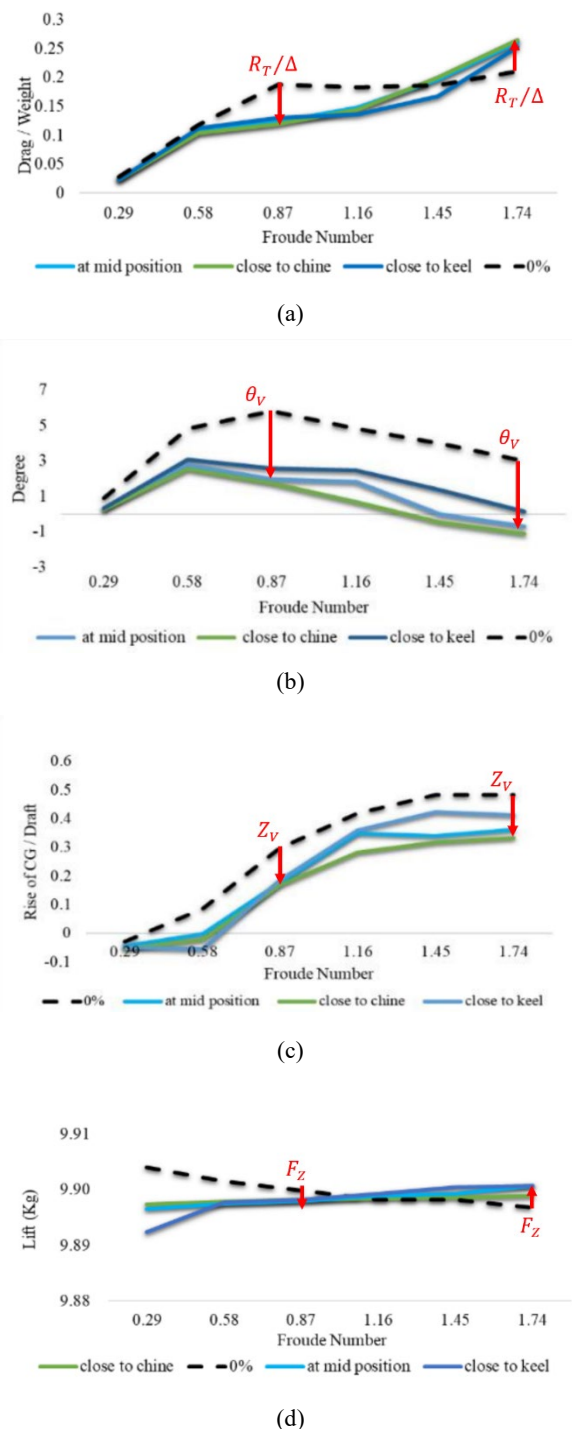 0.3
0.25
0.2
0.15
0.1
0.05
0
Drag / Weight
R_T/Δ
R_T/Δ
0.29 0.58 0.87 1.16 1.45 1.74
Froude Number
at mid position close to chine close to keel 0%
(a)
7
5
3
1
-1
-3
Degree
θ_V
θ_V
0.29 0.58 0.87 1.16 1.45 1.74
Froude Number
at mid position close to chine close to keel 0%
(b)
0.6
0.5
0.4
0.3
0.2
0.1
0
-0.1
Rise of CG / Draft
Z_V
Z_V
0.29 0.58 0.87 1.16 1.45 1.74
Froude Number
0% at mid position close to chine close to keel
(c)
9.91
9.90
9.89
9.88
Lift (Kg)
F_Z
F_Z
0.29 0.58 0.87 1.16 1.45 1.74
Froude Number
close to chine 0% at mid position close to keel
(d)